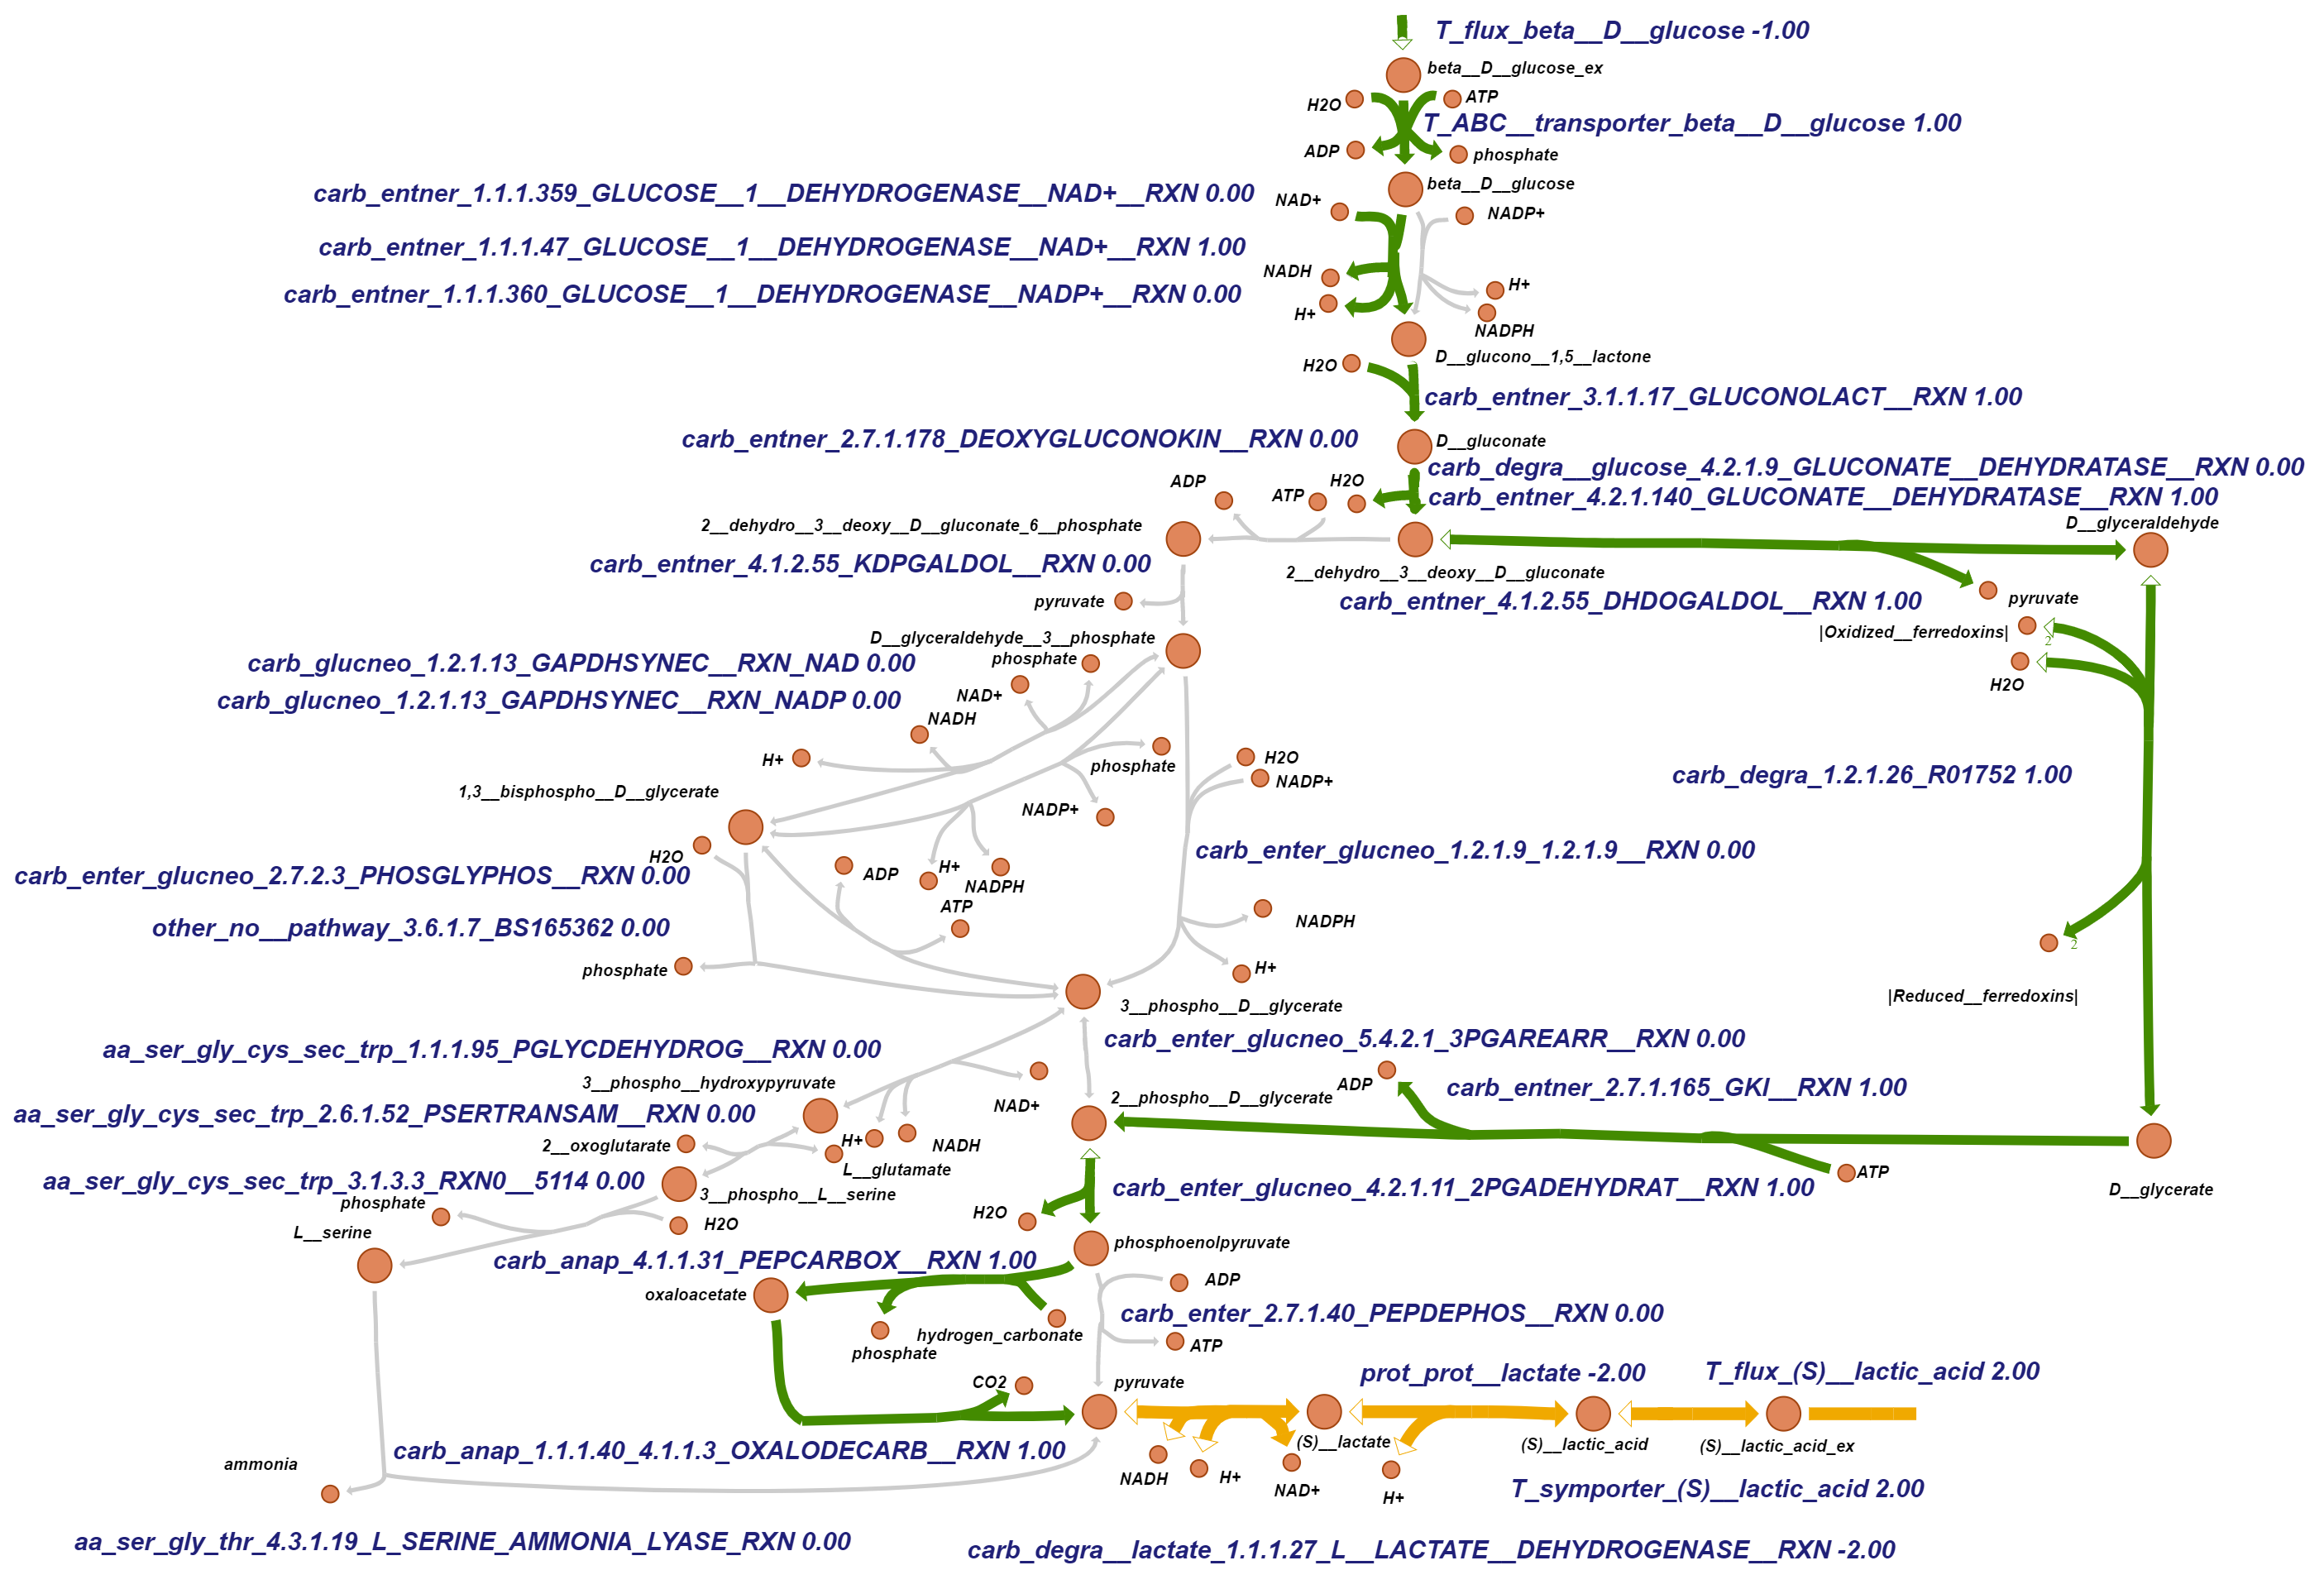 T_flux_beta__D__glucose -1.00
beta__D__glucose_ex
H2O
ATP
T_ABC__transporter_beta__D__glucose 1.00
ADP
phosphate
beta__D__glucose
carb_entner_1.1.1.359_GLUCOSE__1__DEHYDROGENASE__NAD+__RXN 0.00
NAD+
NADP+
carb_entner_1.1.1.47_GLUCOSE__1__DEHYDROGENASE__NAD+__RXN 1.00
NADH
H+
carb_entner_1.1.1.360_GLUCOSE__1__DEHYDROGENASE__NADP+__RXN 0.00
H+
NADPH
D__glucono__1,5__lactone
H2O
carb_entner_3.1.1.17_GLUCONOLACT__RXN 1.00
carb_entner_2.7.1.178_DEOXYGLUCONOKIN__RXN 0.00
D__gluconate
carb_degra__glucose_4.2.1.9_GLUCONATE__DEHYDRATASE__RXN 0.00
ADP
ATP
H2O
carb_entner_4.2.1.140_GLUCONATE__DEHYDRATASE__RXN 1.00
2__dehydro__3__deoxy__D__gluconate_6__phosphate
D__glyceraldehyde
carb_entner_4.1.2.55_KDPGALDOL__RXN 0.00
2__dehydro__3__deoxy__D__gluconate
pyruvate
carb_entner_4.1.2.55_DHDOGALDOL__RXN 1.00
pyruvate
D__glyceraldehyde__3__phosphate
|Oxidized__ferredoxins|
2
carb_glucneo_1.2.1.13_GAPDHSYNEC__RXN_NAD 0.00
phosphate
H2O
carb_glucneo_1.2.1.13_GAPDHSYNEC__RXN_NADP 0.00
NAD+
NADH
H+
phosphate
H2O
NADP+
carb_degra_1.2.1.26_R01752 1.00
1,3__bisphospho__D__glycerate
NADP+
H2O
carb_enter_glucneo_1.2.1.9_1.2.1.9__RXN 0.00
carb_enter_glucneo_2.7.2.3_PHOSGLYPHOS__RXN 0.00
ADP
H+
NADPH
ATP
other_no__pathway_3.6.1.7_BS165362 0.00
NADPH
2
phosphate
H+
3__phospho__D__glycerate
|Reduced__ferredoxins|
aa_ser_gly_cys_sec_trp_1.1.1.95_PGLYCDEHYDROG__RXN 0.00
carb_enter_glucneo_5.4.2.1_3PGAREARR__RXN 0.00
3__phospho__hydroxypyruvate
NAD+
2__phospho__D__glycerate
ADP
carb_entner_2.7.1.165_GKI__RXN 1.00
aa_ser_gly_cys_sec_trp_2.6.1.52_PSERTRANSAM__RXN 0.00
2__oxoglutarate
H+
NADH
L__glutamate
ATP
aa_ser_gly_cys_sec_trp_3.1.3.3_RXN0__5114 0.00
3__phospho__L__serine
carb_enter_glucneo_4.2.1.11_2PGADEHYDRAT__RXN 1.00
D__glycerate
phosphate
H2O
H2O
L__serine
phosphoenolpyruvate
carb_anap_4.1.1.31_PEPCARBOX__RXN 1.00
ADP
oxaloacetate
carb_enter_2.7.1.40_PEPDEPHOS__RXN 0.00
hydrogen_carbonate
phosphate
ATP
CO2
pyruvate
prot_prot__lactate -2.00
T_flux_(S)__lactic_acid 2.00
carb_anap_1.1.1.40_4.1.1.3_OXALODECARB__RXN 1.00
(S)__lactate
(S)__lactic_acid
(S)__lactic_acid_ex
ammonia
NADH
H+
NAD+
H+
T_symporter_(S)__lactic_acid 2.00
aa_ser_gly_thr_4.3.1.19_L_SERINE_AMMONIA_LYASE_RXN 0.00
carb_degra__lactate_1.1.1.27_L__LACTATE__DEHYDROGENASE__RXN -2.00